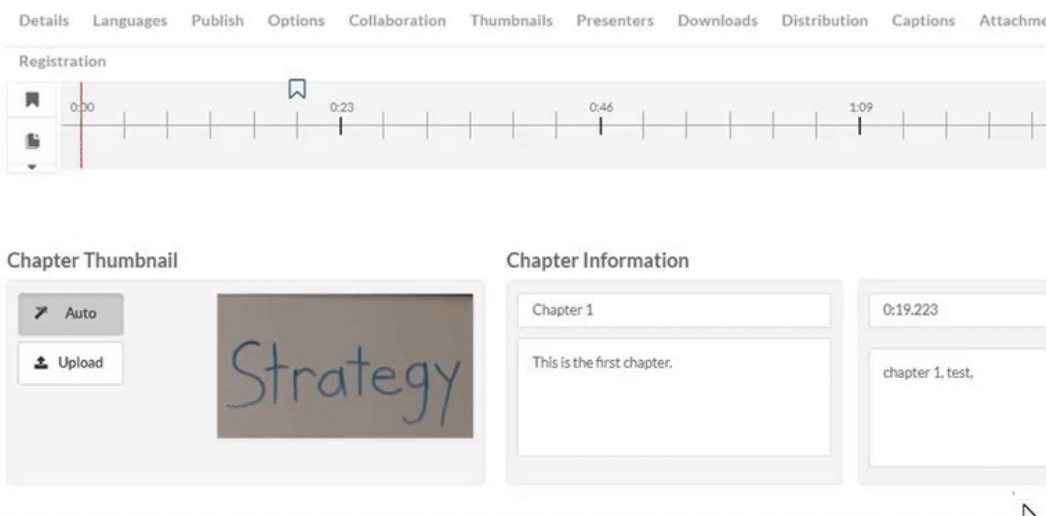 Details Languages Publish Options Collaboration Thumbnails Presenters Downloads Distribution Captions
Registration
0:00 0:23 0:46 1:09
Chapter Thumbnail Chapter Information
Auto
Chapter 1
0:19.223
Upload
This is the first chapter.
chapter 1, test,
Strategy